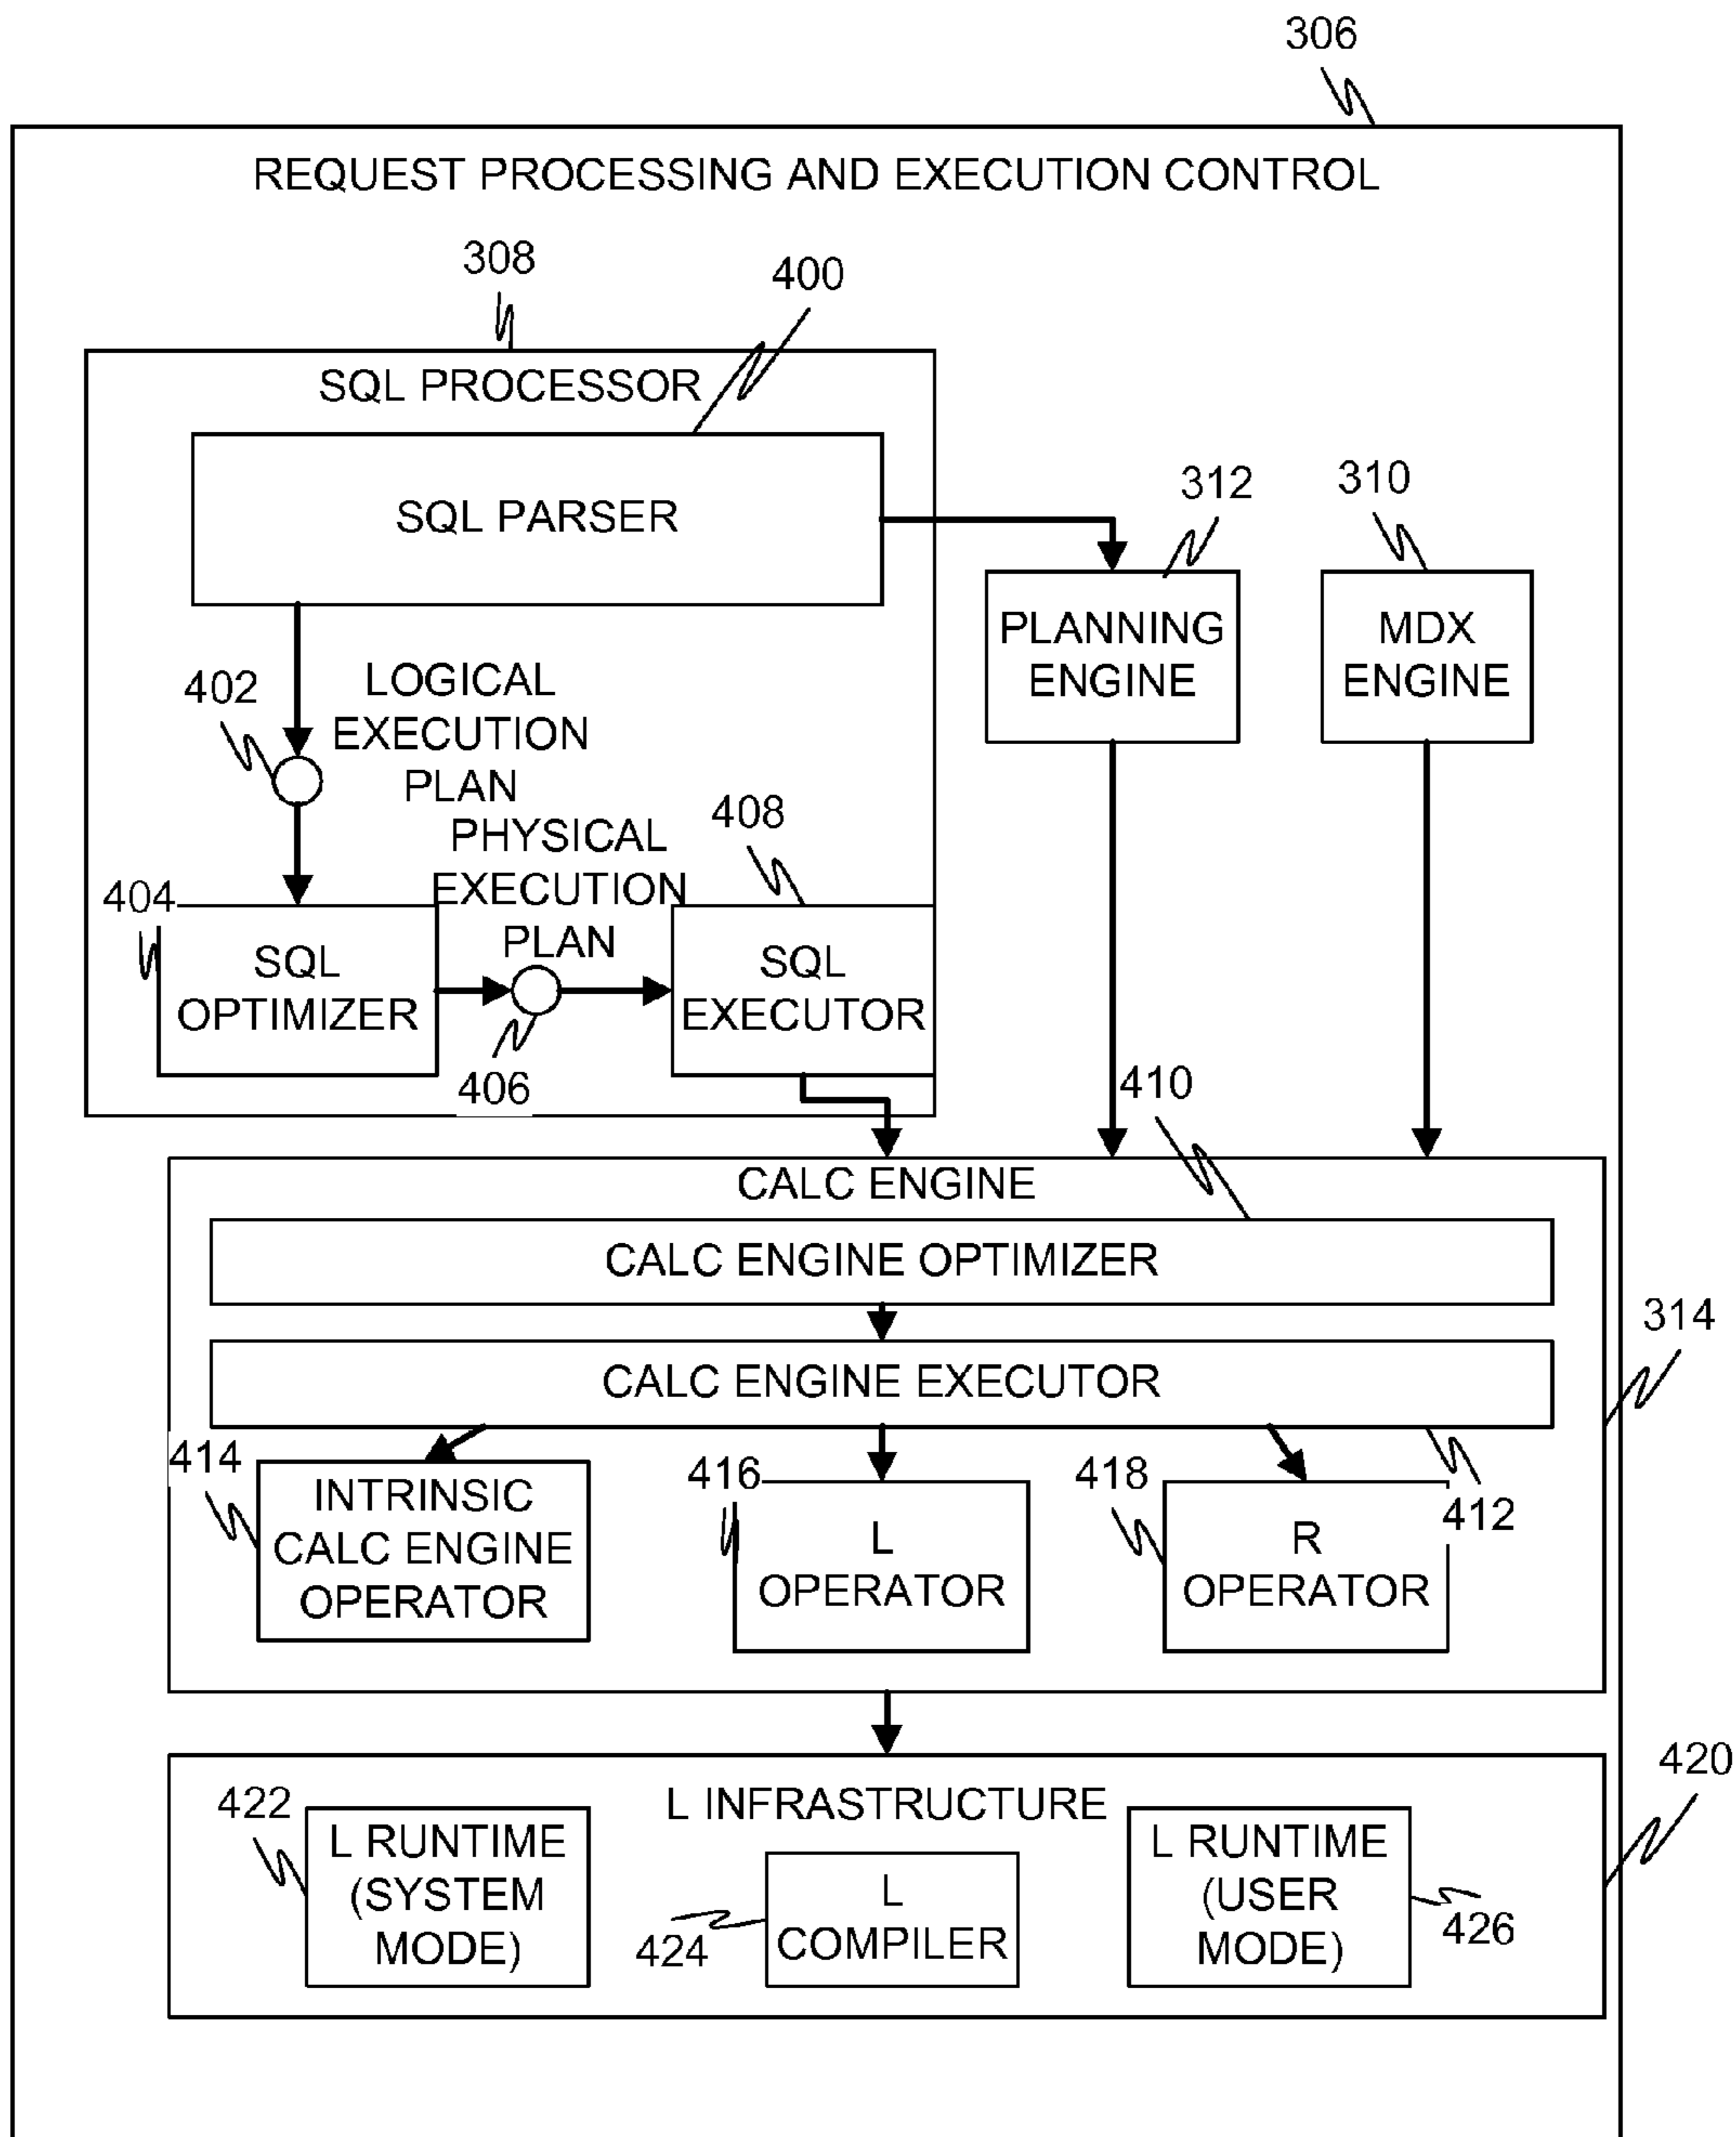 306
REQUEST PROCESSING AND EXECUTION CONTROL
308
400
SQL PROCESSOR
SQL PARSER
312
310
PLANNING
ENGINE
MDX
ENGINE
402
LOGICAL
EXECUTION
PLAN
PHYSICAL
EXECUTION
PLAN
408
404
SQL
OPTIMIZER
406
SQL
EXECUTOR
410
CALC ENGINE
CALC ENGINE OPTIMIZER
314
CALC ENGINE EXECUTOR
414
INTRINSIC
CALC ENGINE
OPERATOR
416
L
OPERATOR
418
R
OPERATOR
412
420
L INFRASTRUCTURE
422
L RUNTIME
(SYSTEM
MODE)
424
L
COMPILER
L RUNTIME
(USER
MODE)
426